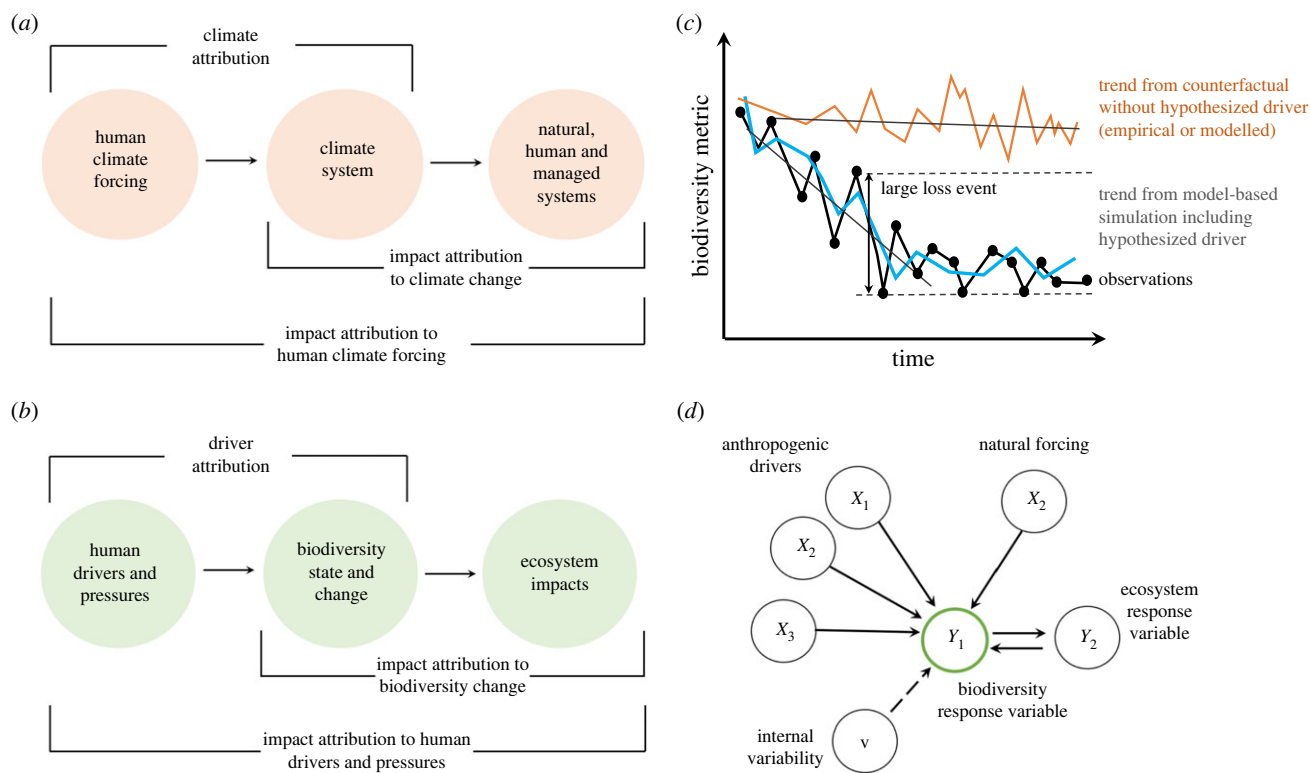 (a)
climate
attribution
human
climate
forcing
climate
system
natural,
human and
managed
systems
impact attribution
to climate change
impact attribution to
human climate forcing
(b)
driver
attribution
human
drivers and
pressures
biodiversity
state and
change
ecosystem
impacts
impact attribution to
biodiversity change
impact attribution to human
drivers and pressures
(c)
biodiversity metric
trend from counterfactual
without hypothesized driver
(empirical or modelled)
large loss event
trend from model-based
simulation including
hypothesized driver
observations
time
(d)
anthropogenic
drivers
natural forcing
X1
X2
X2
X3
Y1
Y2
ecosystem
response
variable
biodiversity
response variable
internal
variability
v